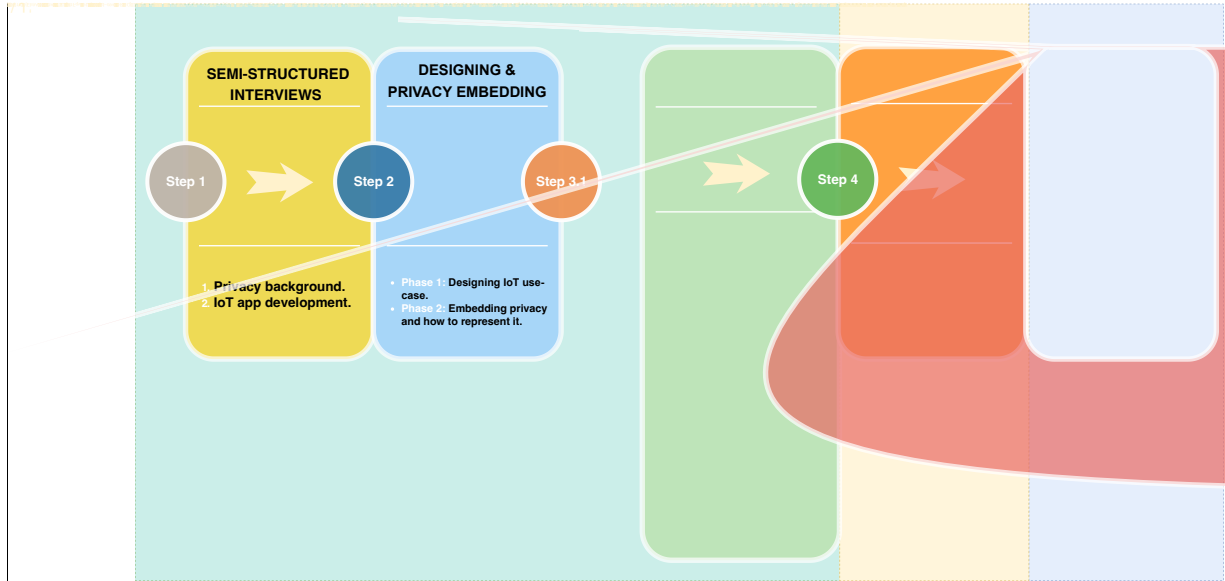 SEMI-STRUCTURED
INTERVIEWS
DESIGNING &
PRIVACY EMBEDDING
Step 1
Step 2
Step 3.1
Step 4
1. Privacy background.
2. IoT app development.
• Phase 1: Designing IoT use-
case.
• Phase 2: Embedding privacy
and how to represent it.